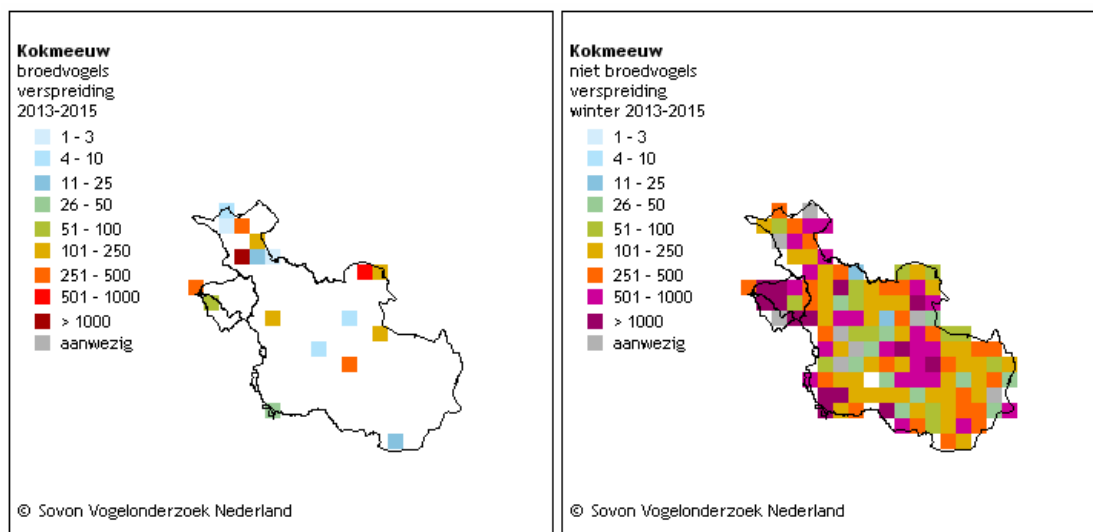 Kokmeeuw
broedvogels
verspreiding
2013-2015
1 - 3
4 - 10
11 - 25
26 - 50
51 - 100
101 - 250
251 - 500
501 - 1000
> 1000
aanwezig
© Sovon Vogelonderzoek Nederland
Kokmeeuw
niet broedvogels
verspreiding
winter 2013-2015
1 - 3
4 - 10
11 - 25
26 - 50
51 - 100
101 - 250
251 - 500
501 - 1000
> 1000
aanwezig
© Sovon Vogelonderzoek Nederland